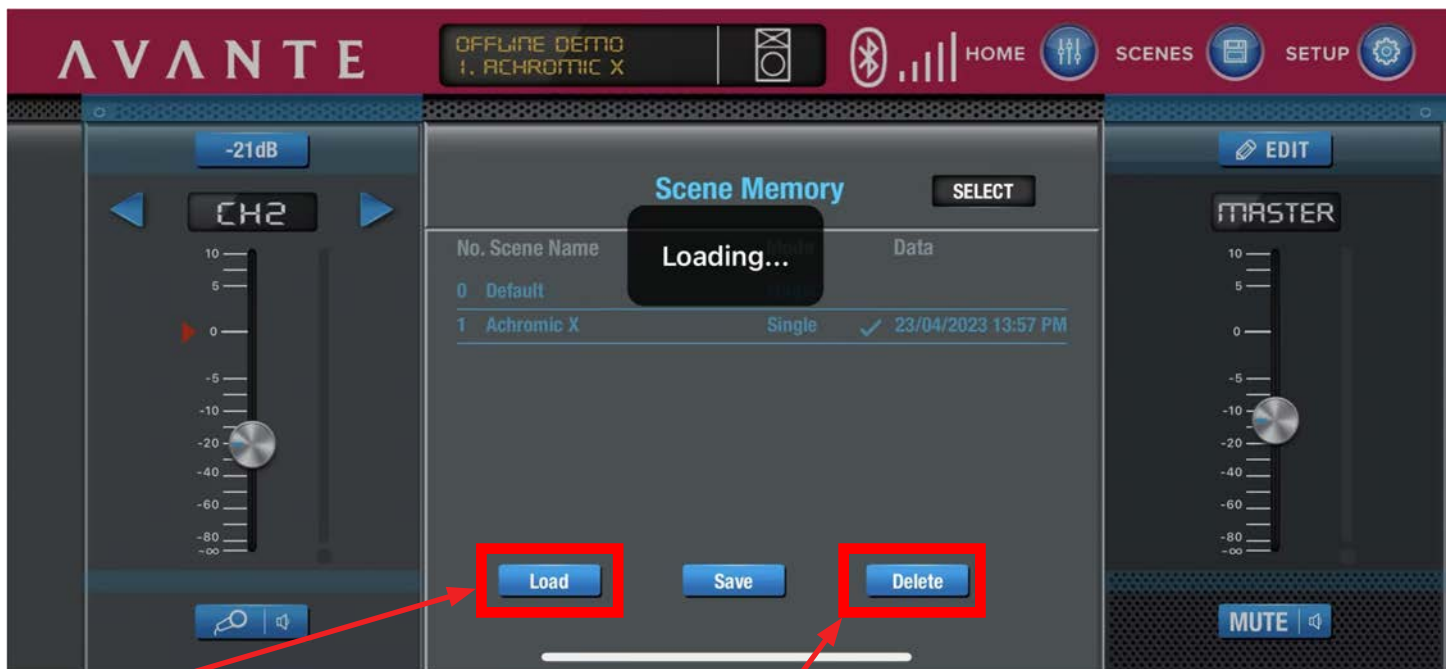 AVANTE
OFFLINE DEMO
1. ACHROMIC X
HOME
SCENES
SETUP
-21dB
CH2
10
5
0
-5
-10
-20
-40
-60
-80
-∞
Scene Memory
SELECT
No. Scene Name
Data
Loading...
0 Default
1 Achromic X Single ✓ 23/04/2023 13:57 PM
Load
Save
Delete
EDIT
MASTER
10
5
0
-5
-10
-20
-40
-60
-80
-∞
MUTE